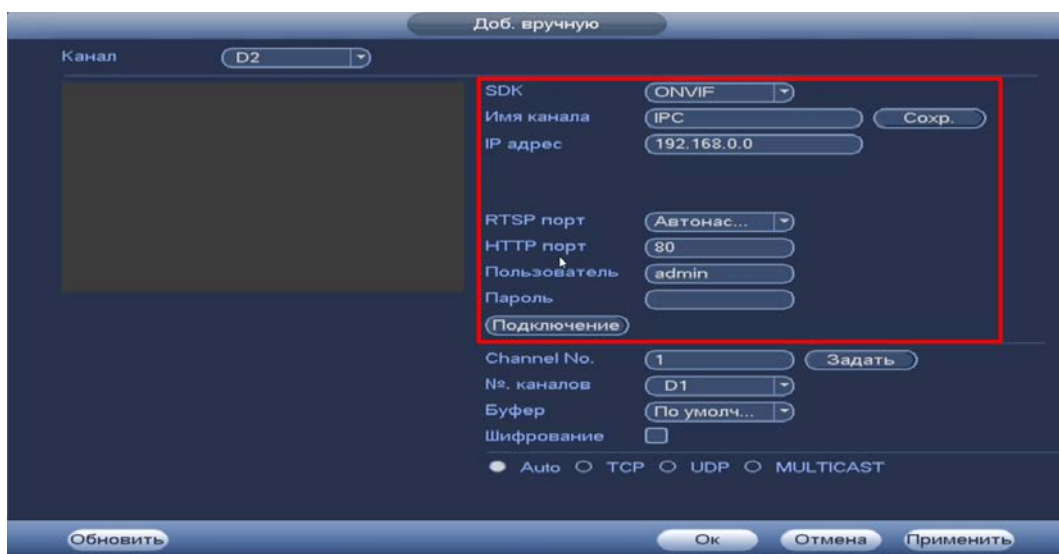 Доб. вручную
Канал D2
SDK ONVIF
Имя канала IPC Сохр.
IP адрес 192.168.0.0
RTSP порт Автонас...
HTTP порт 80
Пользователь admin
Пароль
Подключение
Channel No. 1 Задать
№. каналов D1
Буфер По умолч...
Шифрование
Auto TCP UDP MULTICAST
Обновить Ок Отмена Применить